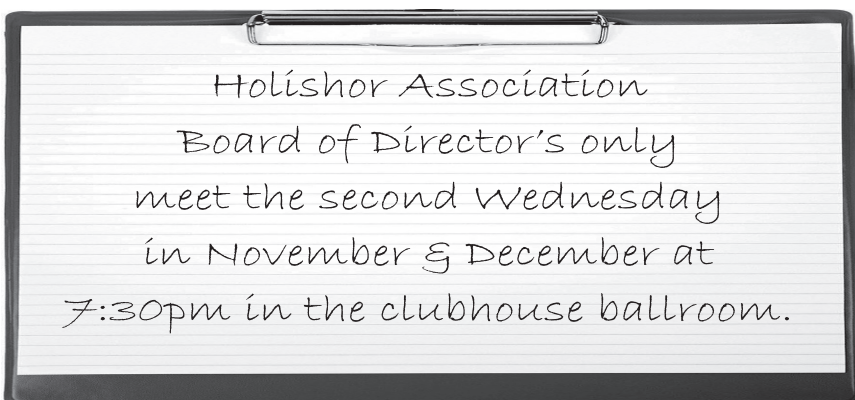 Holishor Association
Board of Director's only
meet the second Wednesday
in November & December at
7:30pm in the clubhouse ballroom.